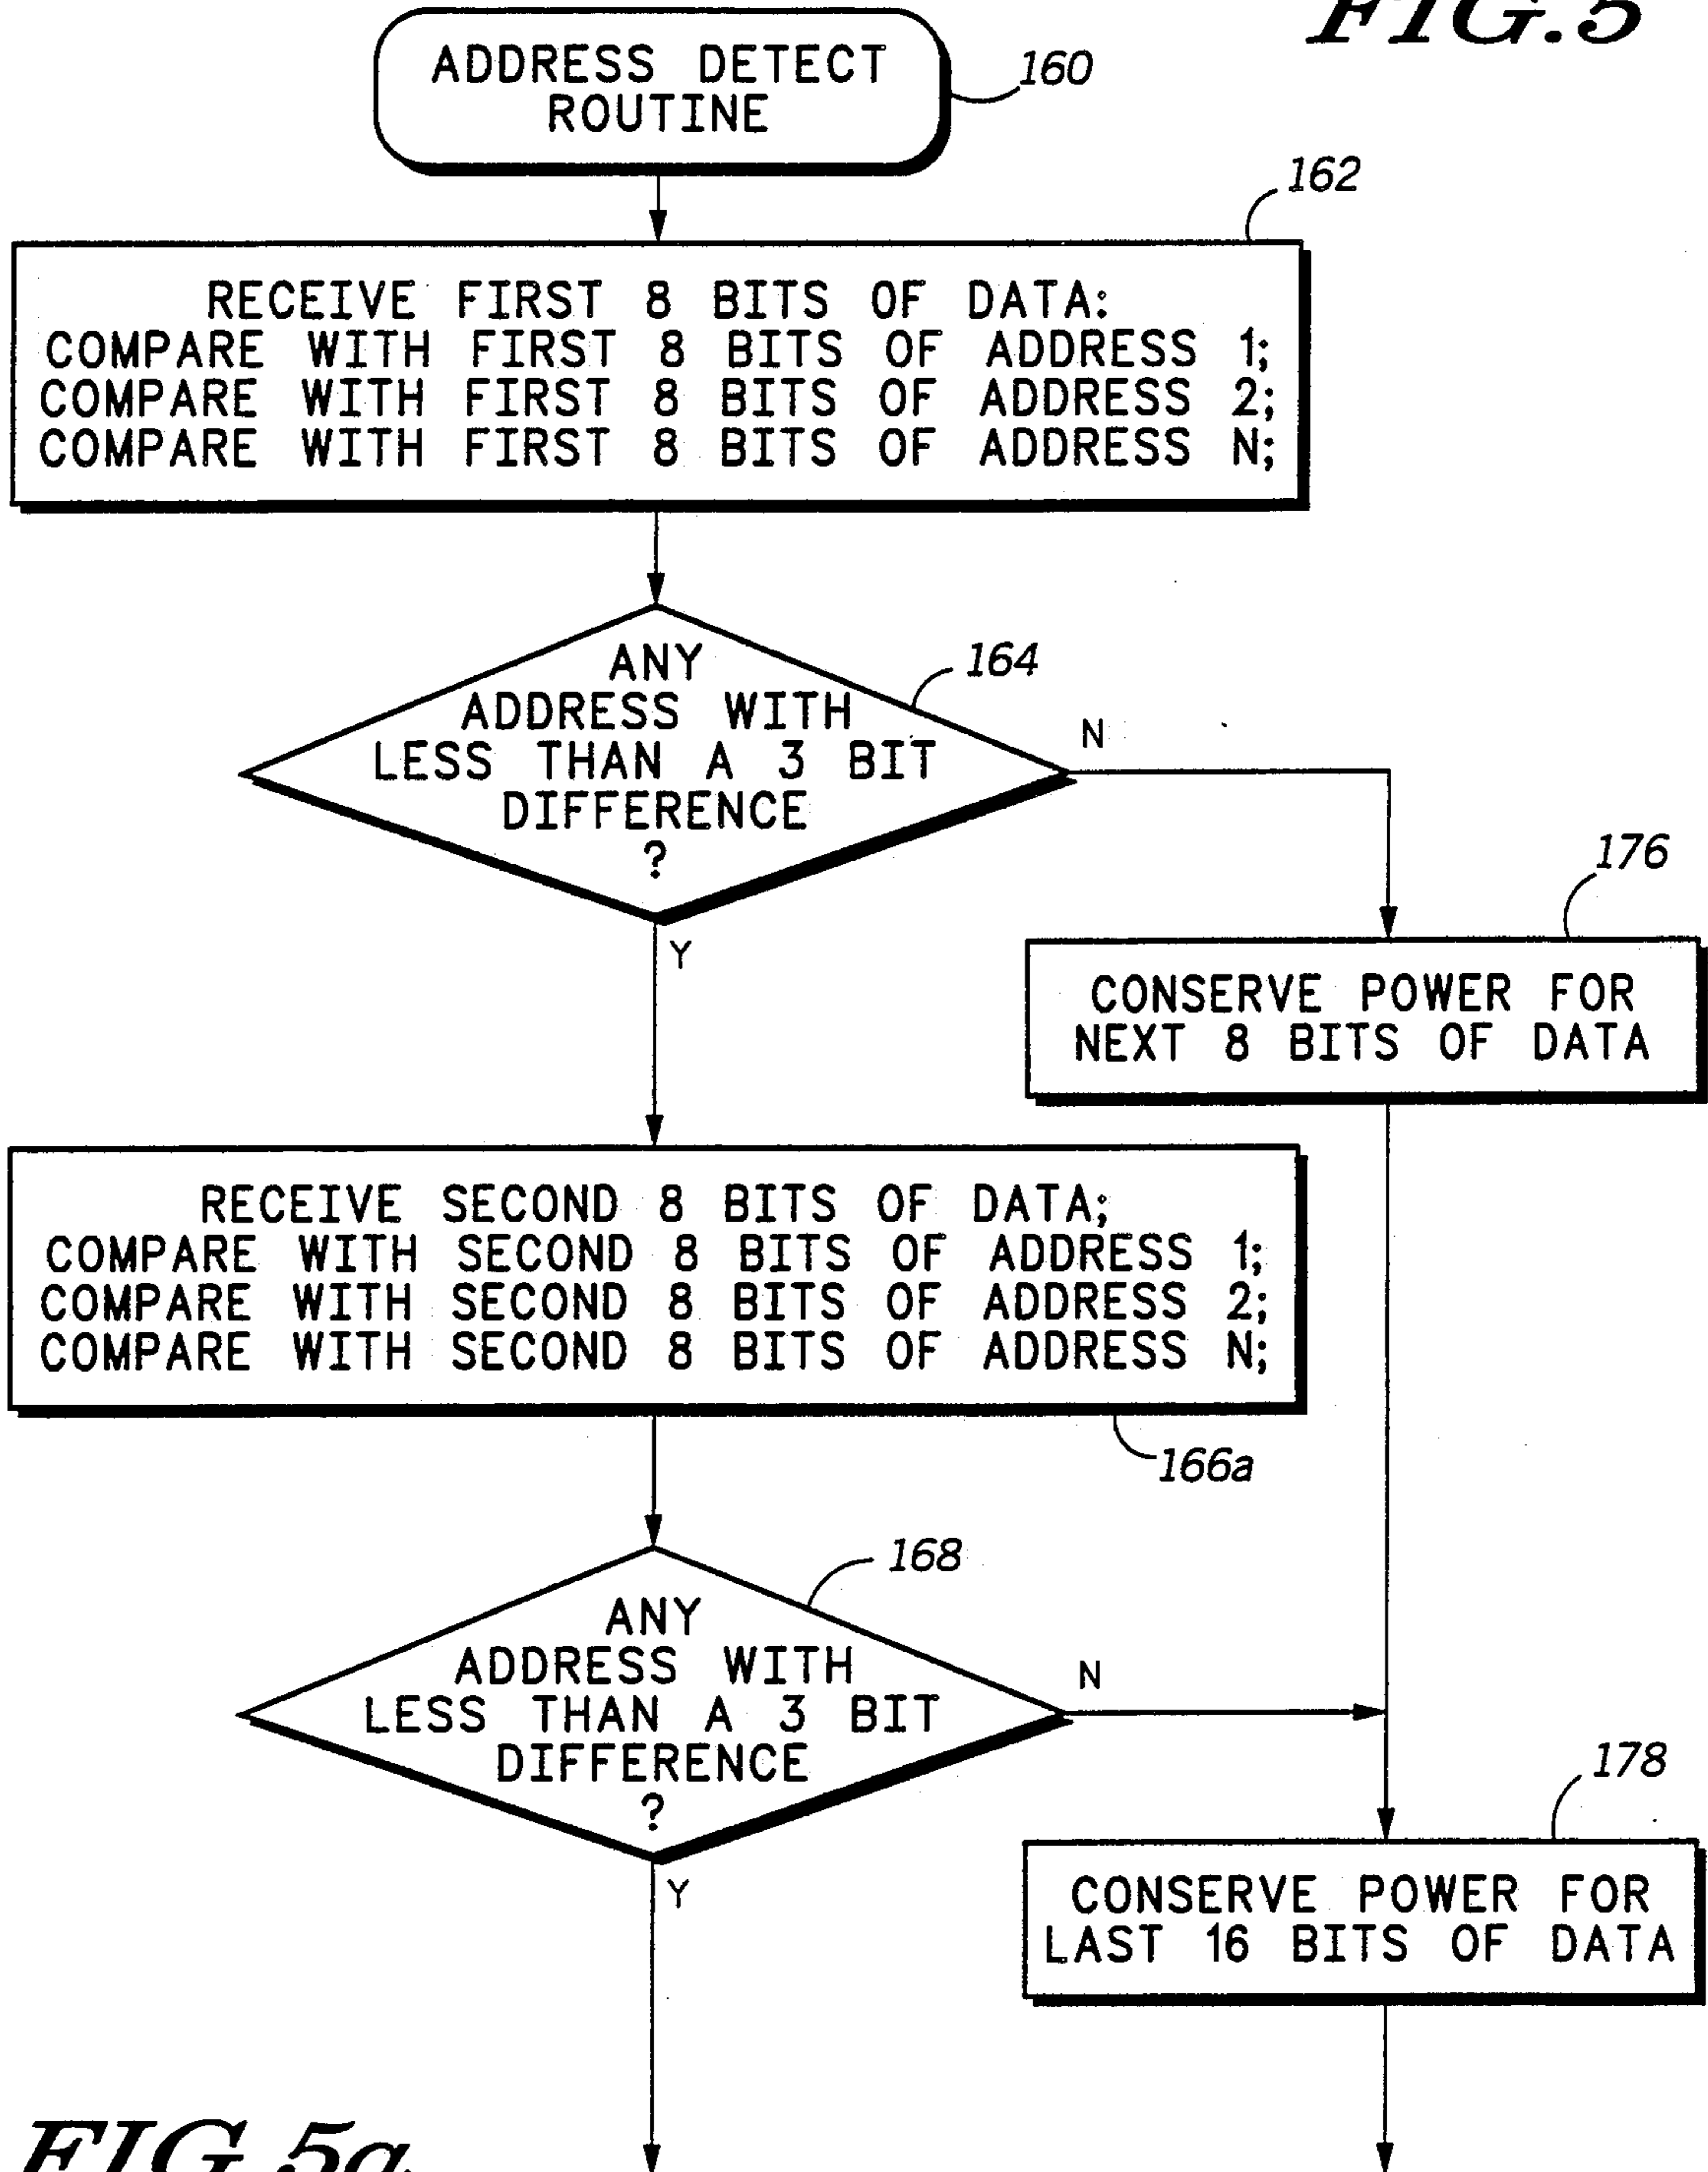 FIG.5
ADDRESS DETECT
ROUTINE
160
162
RECEIVE FIRST 8 BITS OF DATA:
COMPARE WITH FIRST 8 BITS OF ADDRESS 1;
COMPARE WITH FIRST 8 BITS OF ADDRESS 2;
COMPARE WITH FIRST 8 BITS OF ADDRESS N;
ANY
ADDRESS WITH
LESS THAN A 3 BIT
DIFFERENCE
?
164
N
Y
176
CONSERVE POWER FOR
NEXT 8 BITS OF DATA
RECEIVE SECOND 8 BITS OF DATA;
COMPARE WITH SECOND 8 BITS OF ADDRESS 1;
COMPARE WITH SECOND 8 BITS OF ADDRESS 2;
COMPARE WITH SECOND 8 BITS OF ADDRESS N;
166a
168
ANY
ADDRESS WITH
LESS THAN A 3 BIT
DIFFERENCE
?
N
Y
178
CONSERVE POWER FOR
LAST 16 BITS OF DATA
FIG.5a